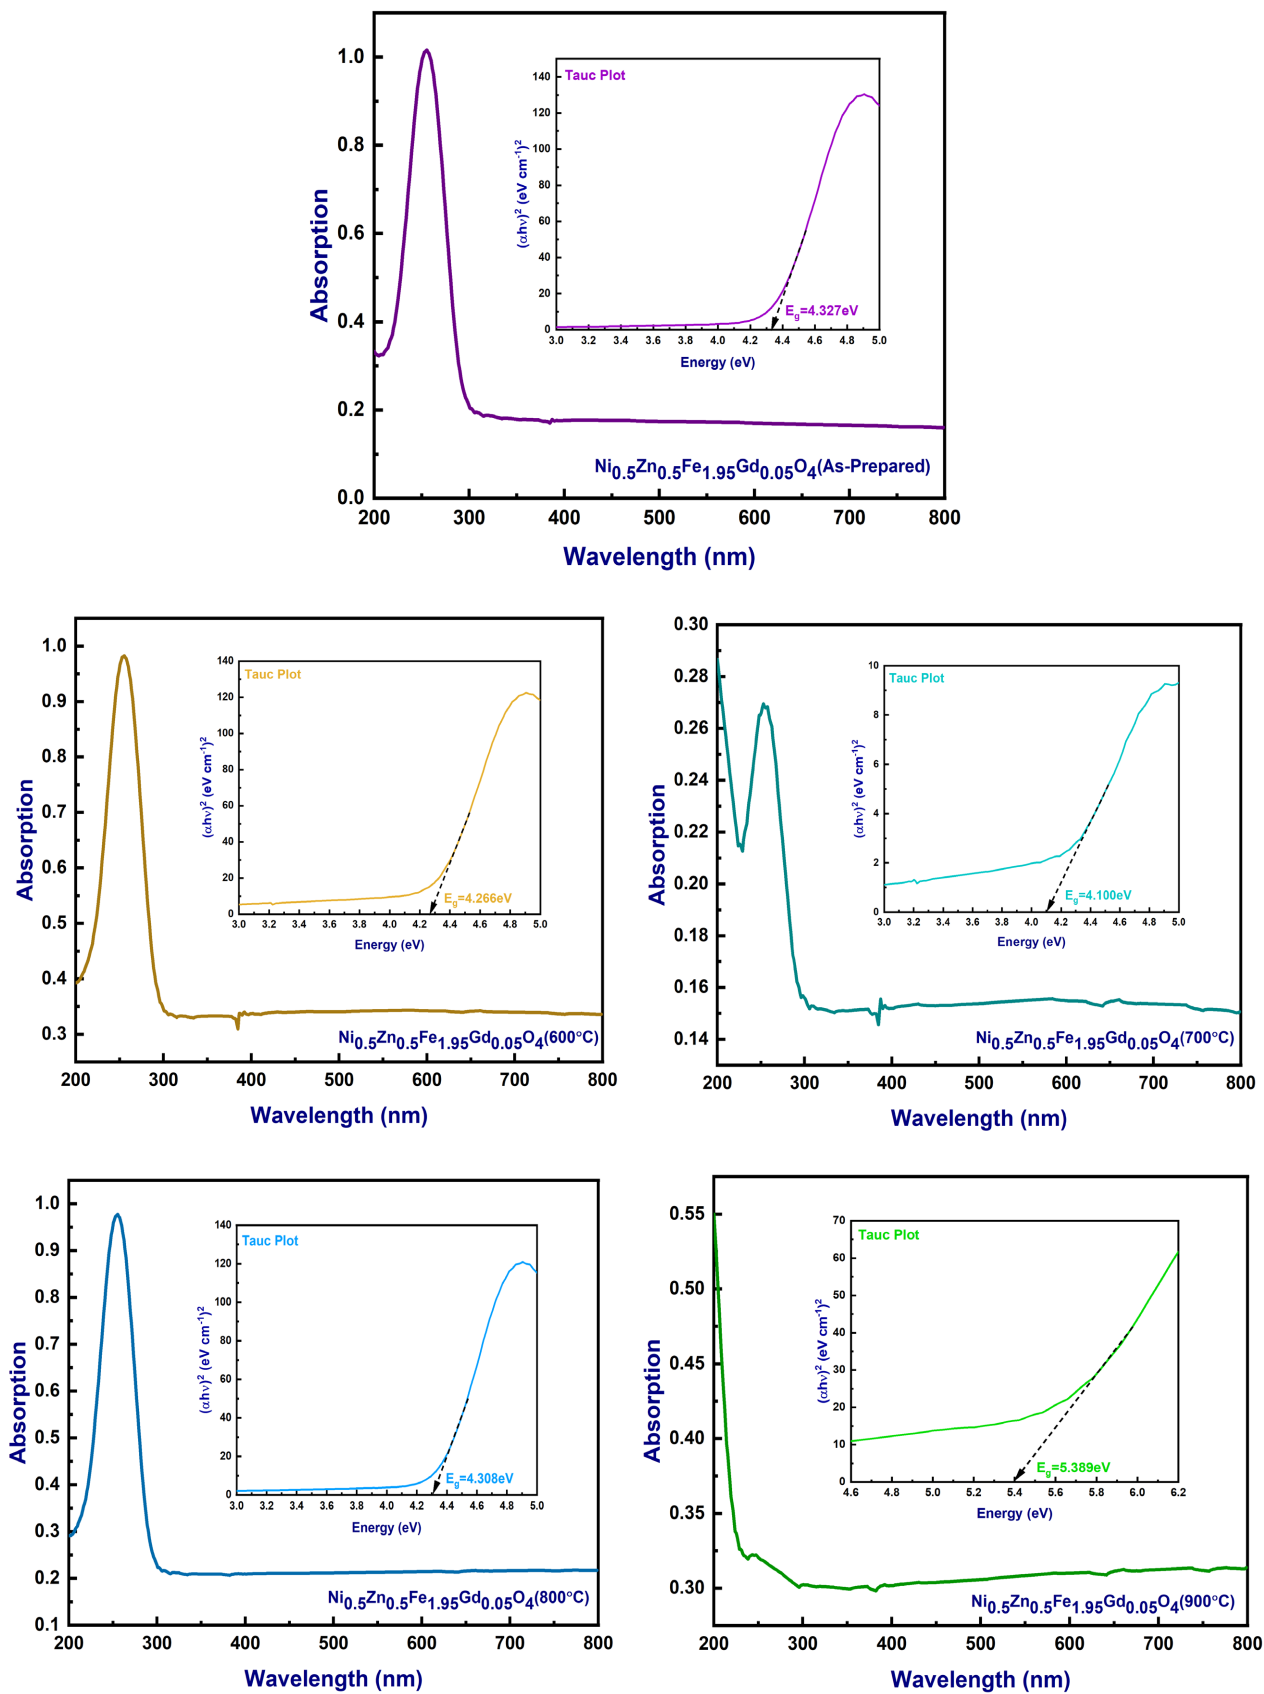 Absorption
1.0
0.8
0.6
0.4
0.2
0.0
200 300 400 500 600 700 800
Wavelength (nm)
Ni0.5Zn0.5Fe1.95Gd0.05O4(As-Prepared)
Tauc Plot
(αhν)2 (eV cm-1)2
140
120
100
80
60
40
20
0
Eg=4.327eV
3.0 3.2 3.4 3.6 3.8 4.0 4.2 4.4 4.6 4.8 5.0
Energy (eV)
Absorption
1.0
0.9
0.8
0.7
0.6
0.5
0.4
0.3
200 300 400 500 600 700 800
Wavelength (nm)
Ni0.5Zn0.5Fe1.95Gd0.05O4(600°C)
Tauc Plot
(αhν)2 (eV cm-1)2
140
120
100
80
60
40
20
0
Eg=4.266eV
3.0 3.2 3.4 3.6 3.8 4.0 4.2 4.4 4.6 4.8 5.0
Energy (eV)
Absorption
0.30
0.28
0.26
0.24
0.22
0.20
0.18
0.16
0.14
200 300 400 500 600 700 800
Wavelength (nm)
Ni0.5Zn0.5Fe1.95Gd0.05O4(700°C)
Tauc Plot
(αhν)2 (eV cm-1)2
10
8
6
4
2
0
Eg=4.100eV
3.0 3.2 3.4 3.6 3.8 4.0 4.2 4.4 4.6 4.8 5.0
Energy (eV)
Absorption
1.0
0.9
0.8
0.7
0.6
0.5
0.4
0.3
0.2
0.1
200 300 400 500 600 700 800
Wavelength (nm)
Ni0.5Zn0.5Fe1.95Gd0.05O4(800°C)
Tauc Plot
(αhν)2 (eV cm-1)2
140
120
100
80
60
40
20
0
Eg=4.308eV
3.0 3.2 3.4 3.6 3.8 4.0 4.2 4.4 4.6 4.8 5.0
Energy (eV)
Absorption
0.55
0.50
0.45
0.40
0.35
0.30
200 300 400 500 600 700 800
Wavelength (nm)
Ni0.5Zn0.5Fe1.95Gd0.05O4(900°C)
Tauc Plot
(αhν)2 (eV cm-1)2
70
60
50
40
30
20
10
0
Eg=5.389eV
4.6 4.8 5.0 5.2 5.4 5.6 5.8 6.0 6.2
Energy (eV)